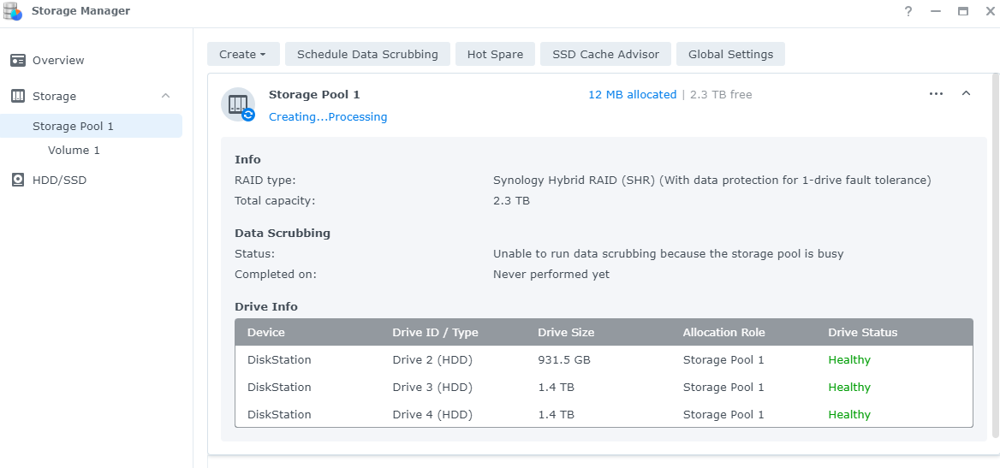 Storage Manager
?
Overview
Storage
Storage Pool 1
Volume 1
HDD/SSD
Create Schedule Data Scrubbing Hot Spare SSD Cache Advisor Global Settings
Storage Pool 1 12 MB allocated | 2.3 TB free
Creating...Processing
Info
RAID type: Synology Hybrid RAID (SHR) (With data protection for 1-drive fault tolerance)
Total capacity: 2.3 TB
Data Scrubbing
Status: Unable to run data scrubbing because the storage pool is busy
Completed on: Never performed yet
Drive Info
Device Drive ID / Type Drive Size Allocation Role Drive Status
DiskStation Drive 2 (HDD) 931.5 GB Storage Pool 1 Healthy
DiskStation Drive 3 (HDD) 1.4 TB Storage Pool 1 Healthy
DiskStation Drive 4 (HDD) 1.4 TB Storage Pool 1 Healthy